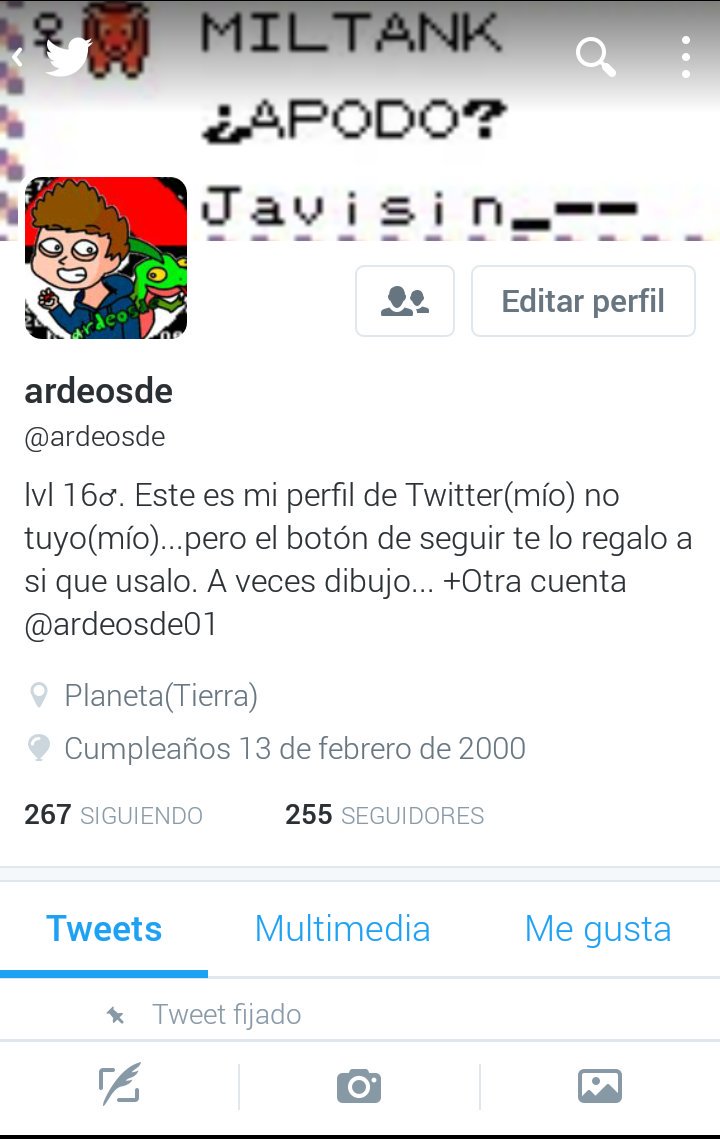 ♀ MILTANK
¿APODO?
Javisin
ardeosde
Editar perfil
ardeosde
@ardeosde
lvl 16♂. Este es mi perfil de Twitter(mío) no
tuyo(mío)...pero el botón de seguir te lo regalo a
si que usalo. A veces dibujo... +Otra cuenta
@ardeosde01
Planeta(Tierra)
Cumpleaños 13 de febrero de 2000
267 SIGUIENDO 255 SEGUIDORES
Tweets Multimedia Me gusta
Tweet fijado